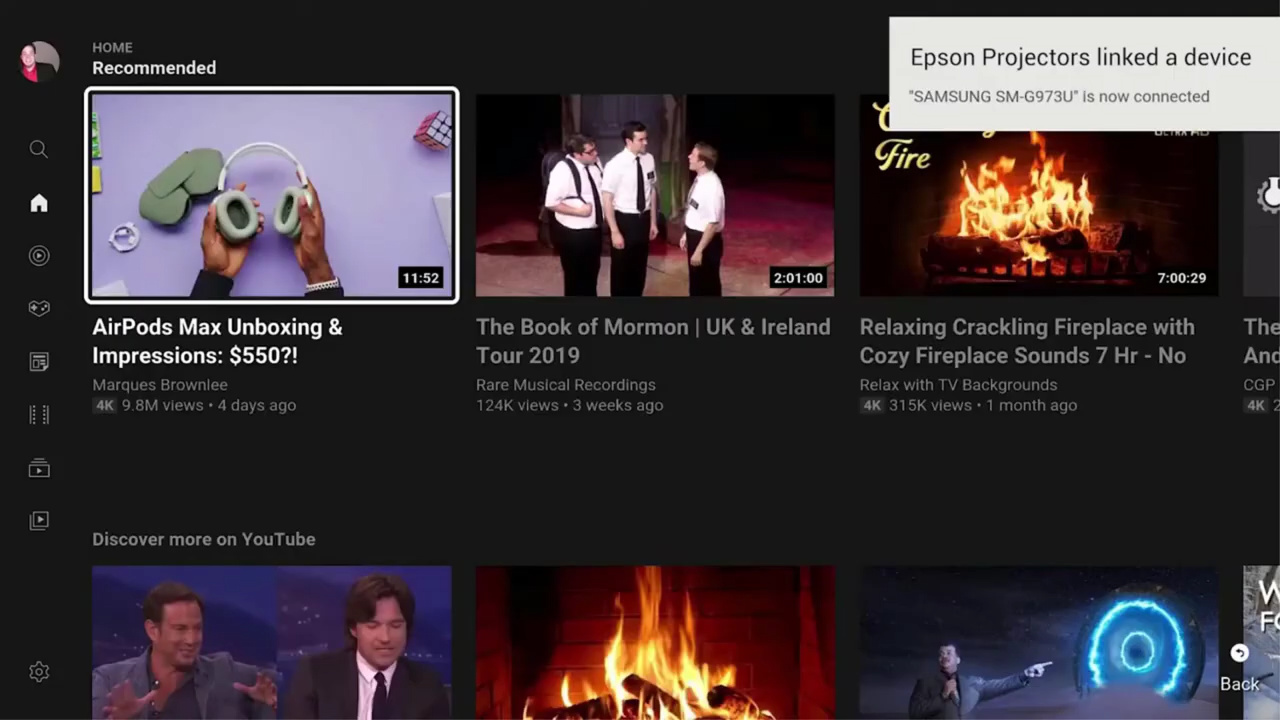 HOME
Recommended
Epson Projectors linked a device
"SAMSUNG SM-G973U" is now connected
Fire
11:52
2:01:00
7:00:29
AirPods Max Unboxing &
Impressions: $550?!
Marques Brownlee
4K 9.8M views • 4 days ago
The Book of Mormon | UK & Ireland
Tour 2019
Rare Musical Recordings
124K views • 3 weeks ago
Relaxing Crackling Fireplace with
Cozy Fireplace Sounds 7 Hr - No
Relax with TV Backgrounds
4K 315K views • 1 month ago
The
And
CGP
4K 2
Discover more on YouTube
W
FO
Back